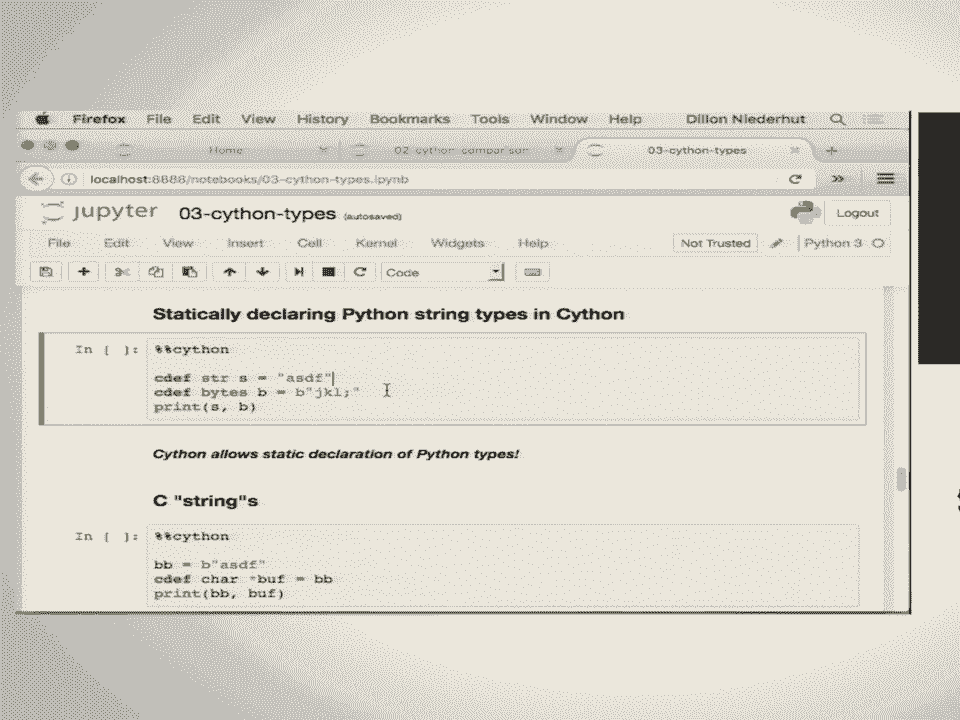 Firefox File Edit View History Bookmarks Tools Window Help Dillon Niederhut
Home 02 cython comparison 03-cython-types
localhost:8888/notebooks/03-cython-types.ipynb
jupyter 03-cython-types (autosaved) Logout
File Edit View Insert Cell Kernel Widgets Help Not Trusted Python 3
Code
Statically declaring Python string types in Cython
In [ ]: %%cython
cdef str s = "asdf"
cdef bytes b = b"jkl;"
print(s, b)
Cython allows static declaration of Python types!
C "string"s
In [ ]: %%cython
bb = b"asdf"
cdef char *buf = bb
print(bb, buf)